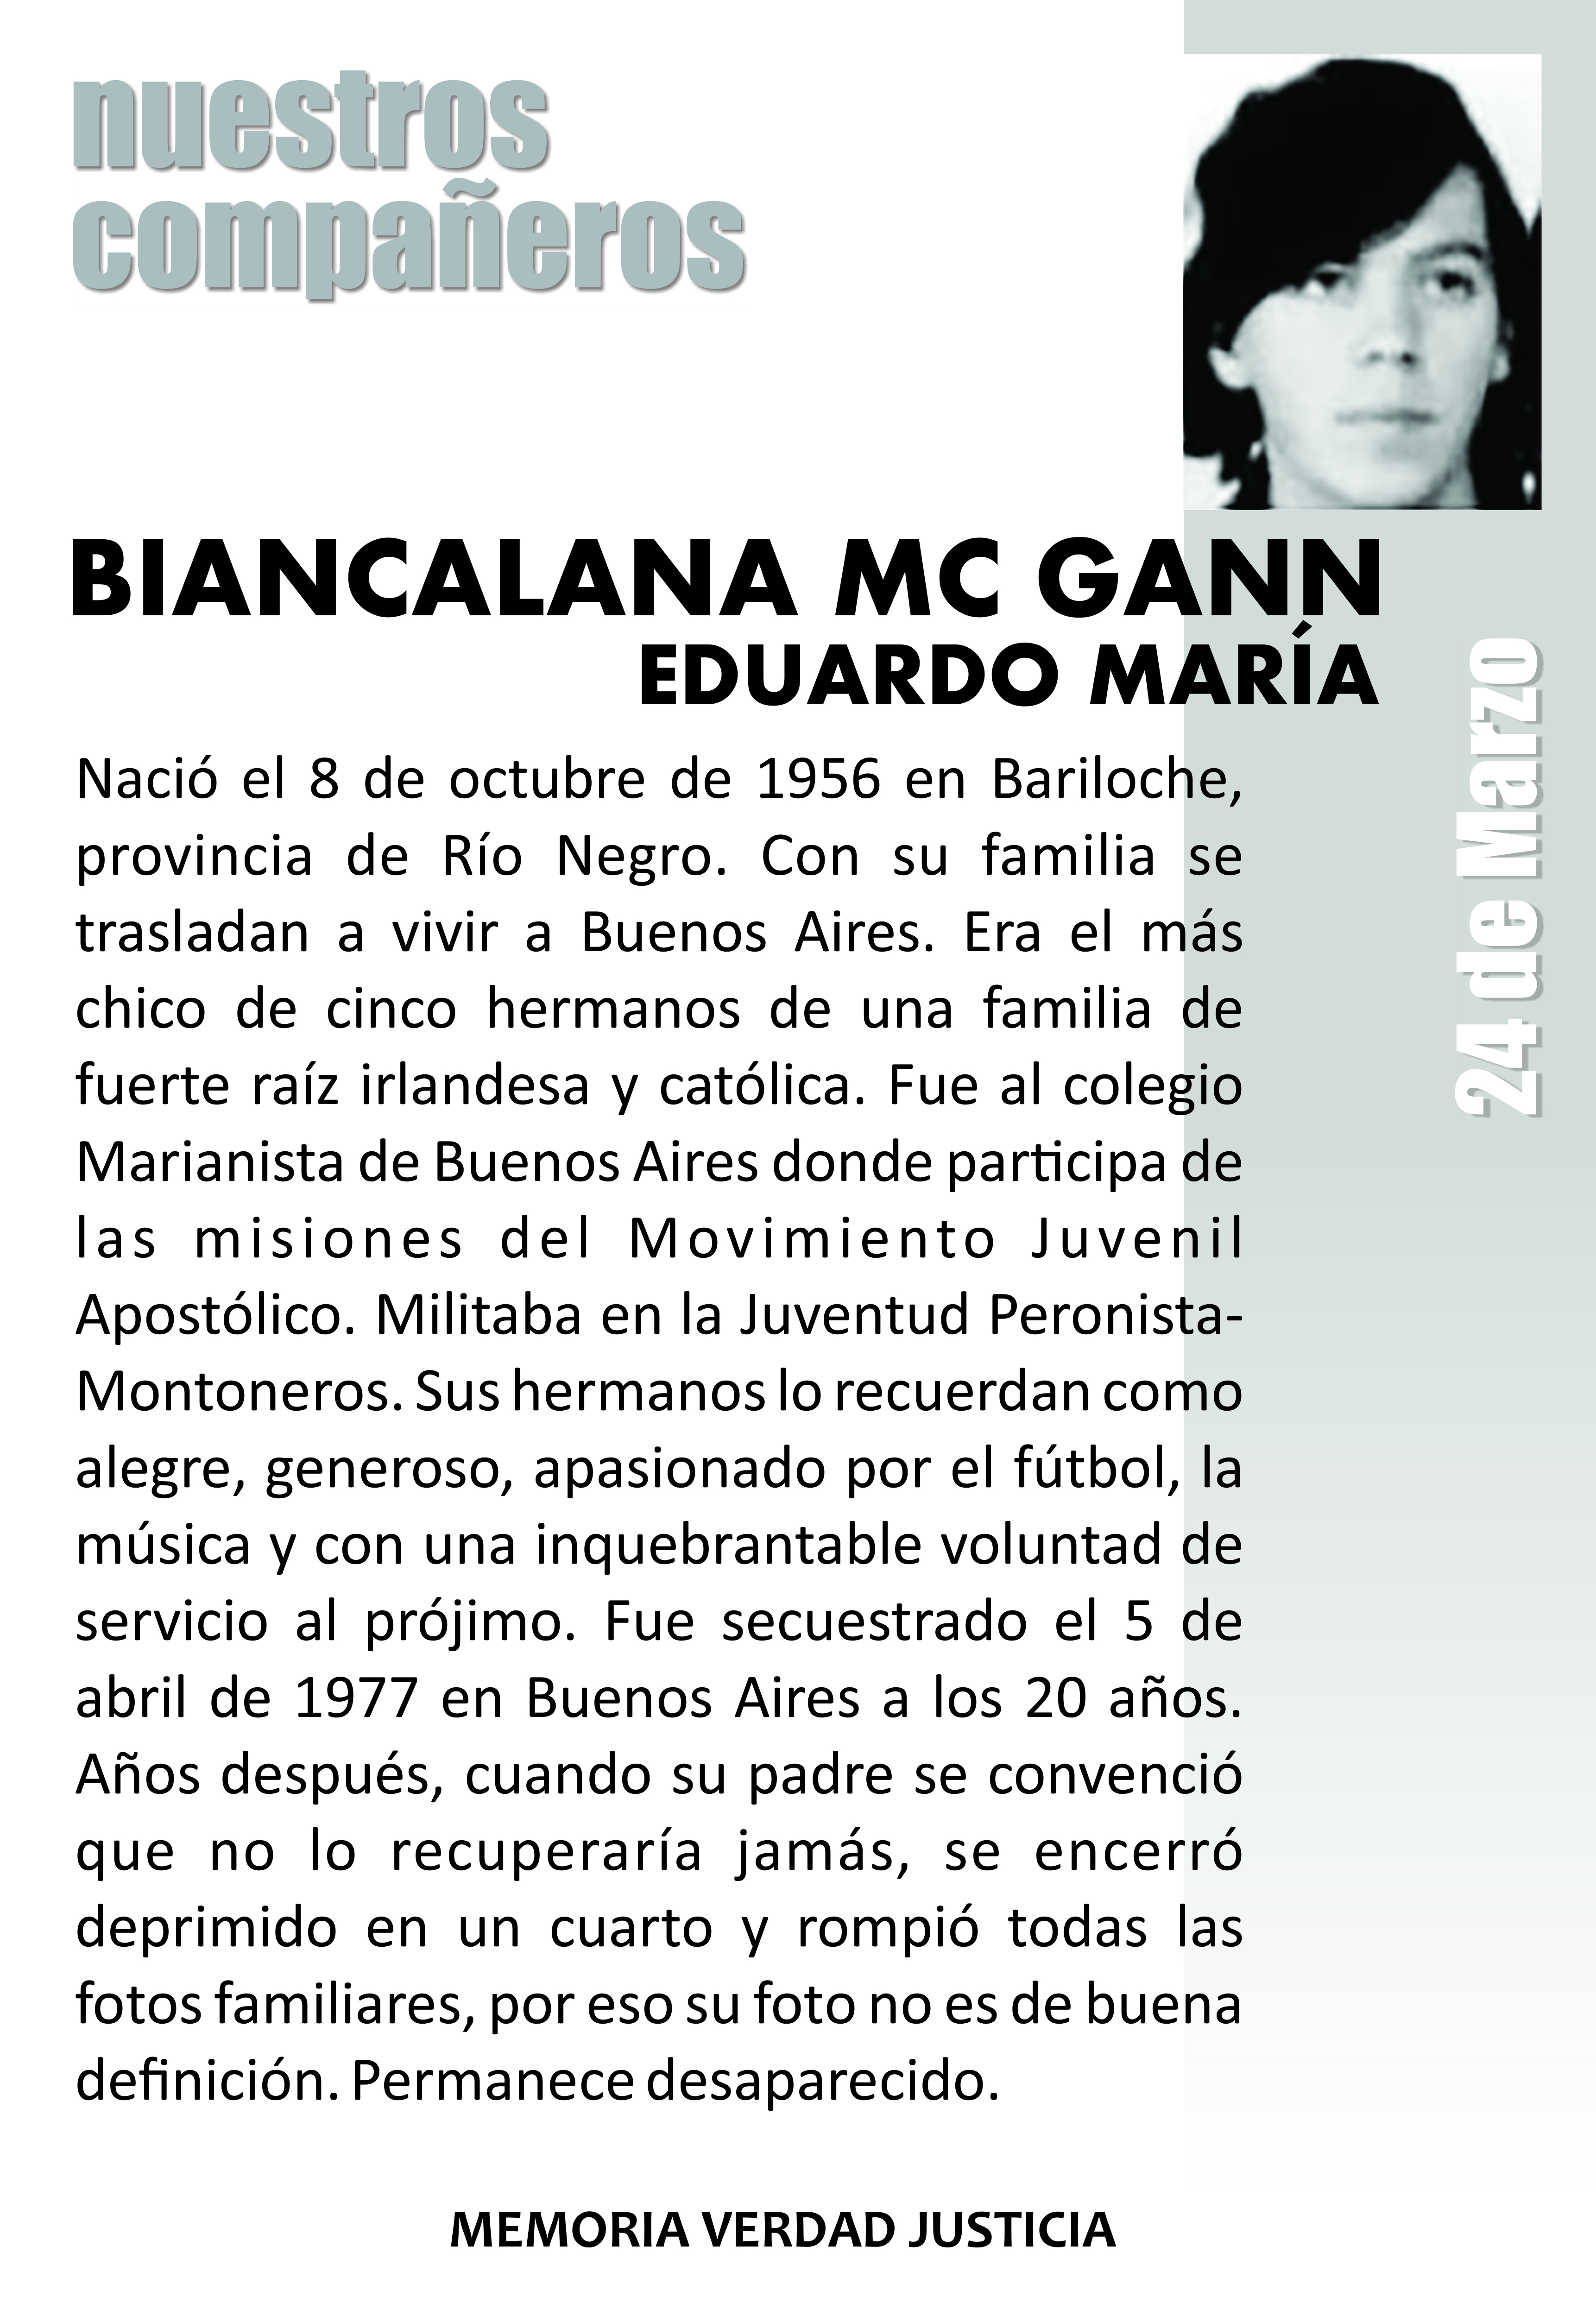 nuestros
compañeros
BIANCALANA MC GANN
EDUARDO MARÍA
24 de Marzo
Nació el 8 de octubre de 1956 en Bariloche,
provincia de Río Negro. Con su familia se
trasladan a vivir a Buenos Aires. Era el más
chico de cinco hermanos de una familia de
fuerte raíz irlandesa y católica. Fue al colegio
Marianista de Buenos Aires donde participa de
las misiones del Movimiento Juvenil
Apostólico. Militaba en la Juventud Peronista-
Montoneros. Sus hermanos lo recuerdan como
alegre, generoso, apasionado por el fútbol, la
música y con una inquebrantable voluntad de
servicio al prójimo. Fue secuestrado el 5 de
abril de 1977 en Buenos Aires a los 20 años.
Años después, cuando su padre se convenció
que no lo recuperaría jamás, se encerró
deprimido en un cuarto y rompió todas las
fotos familiares, por eso su foto no es de buena
definición. Permanece desaparecido.
MEMORIA VERDAD JUSTICIA